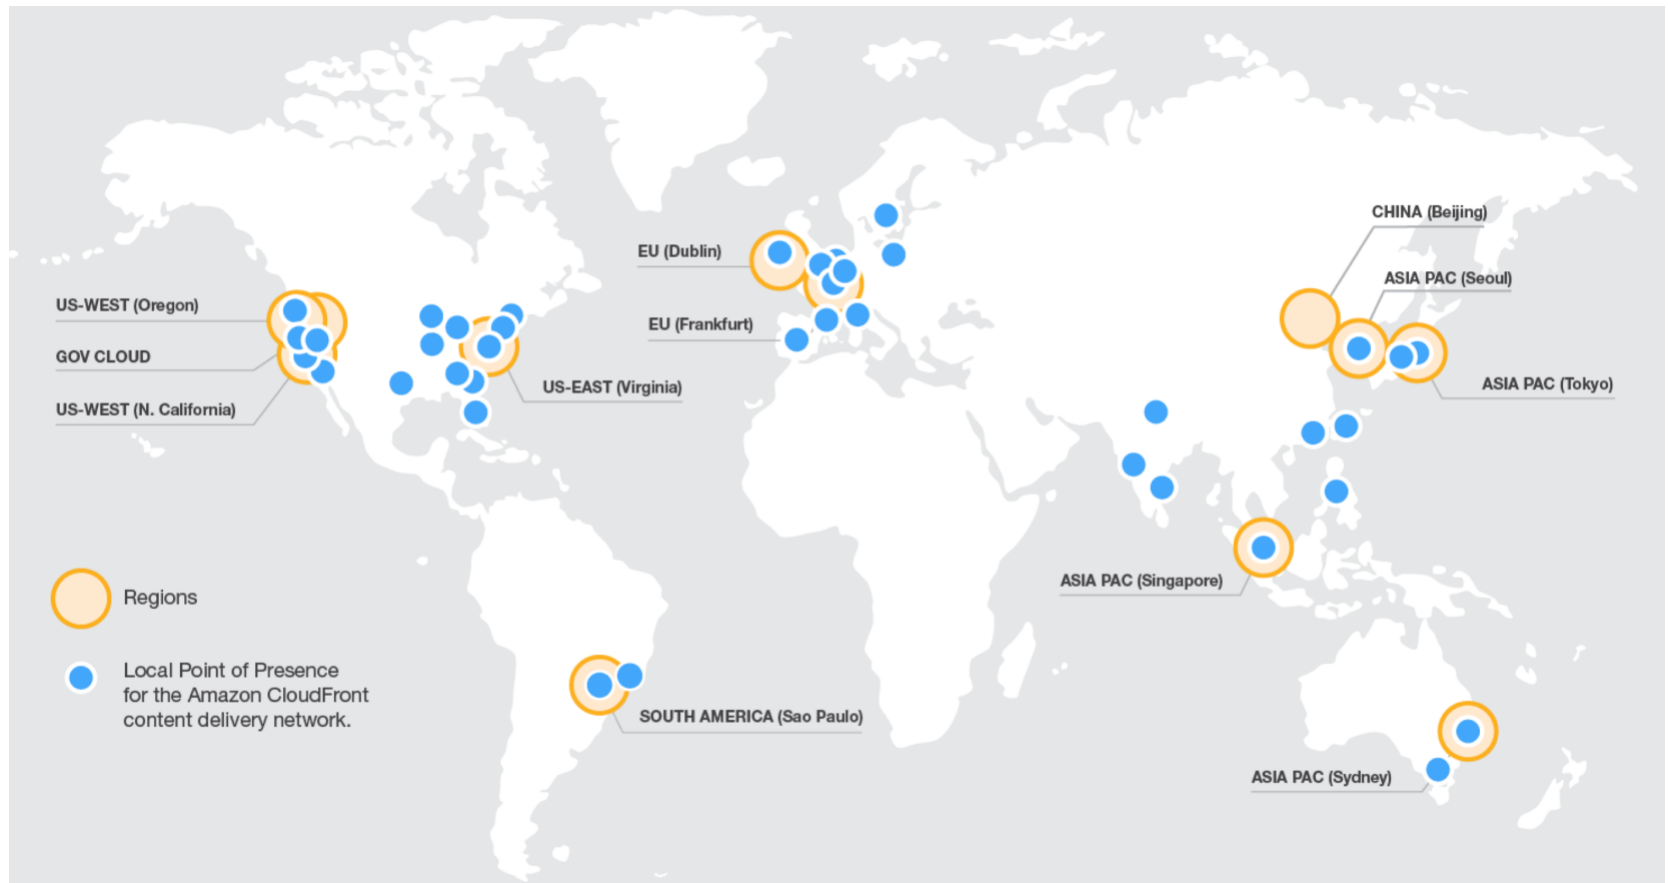 CHINA (Beijing)
EU (Dublin)
ASIA PAC (Seoul)
US-WEST (Oregon)
EU (Frankfurt)
GOV CLOUD
US-EAST (Virginia)
ASIA PAC (Tokyo)
US-WEST (N. California)
ASIA PAC (Singapore)
Regions
Local Point of Presence
for the Amazon CloudFront
content delivery network.
SOUTH AMERICA (Sao Paulo)
ASIA PAC (Sydney)